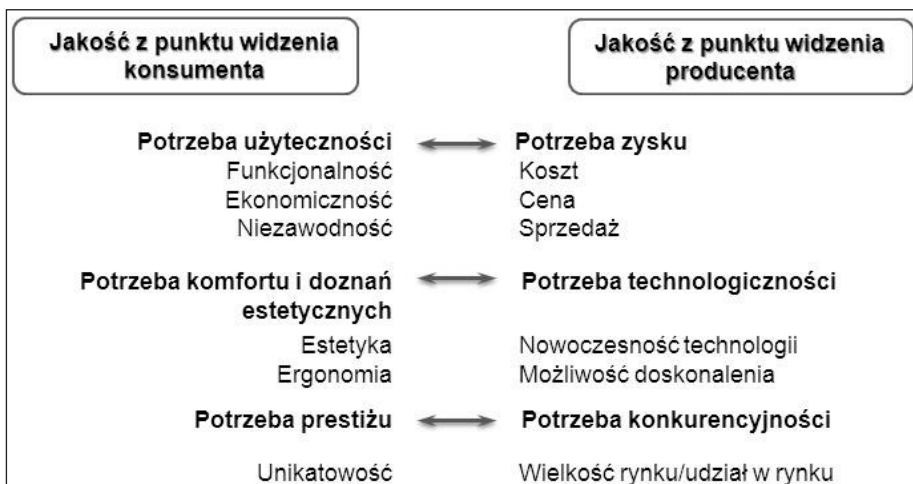 Jakość z punktu widzenia
konsumenta
Jakość z punktu widzenia
producenta
Potrzeba użyteczności
Potrzeba zysku
Funkcjonalność
Koszt
Ekonomiczność
Cena
Niezawodność
Sprzedaż
Potrzeba komfortu i doznań
estetycznych
Potrzeba technologiczności
Estetyka
Nowoczesność technologii
Ergonomia
Możliwość doskonalenia
Potrzeba prestiżu
Potrzeba konkurencyjności
Unikatowość
Wielkość rynku/udział w rynku